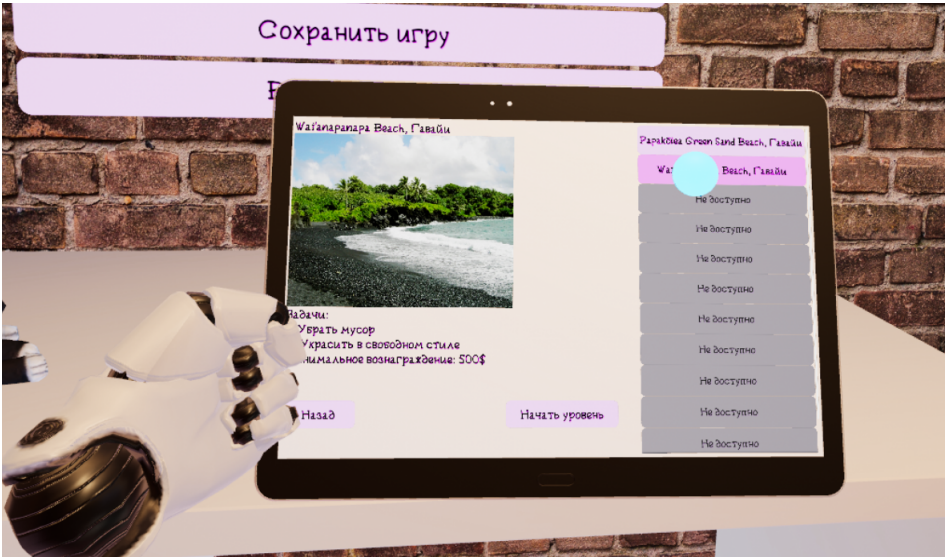 Сохранить игру
Wai'anapanapa Beach, Гавайи
Задачи:
Убрать мусор
Украсить в свободном стиле
вознаграждение: 500$
Назад
Начать уровень
Papakōlea Green Sand Beach, Гавайи
Beach, Гавайи
Не доступно
Не доступно
Не доступно
Не доступно
Не доступно
Не доступно
Не доступно
Не доступно
Не доступно